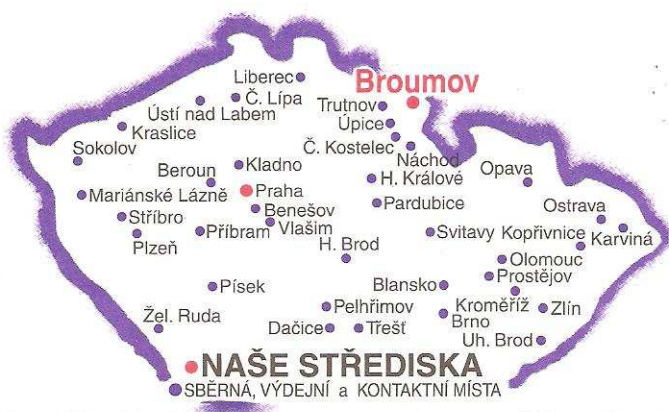 Liberec
Broumov
Č. Lípa
Trutnov
Ústí nad Labem
Úpice
Kraslice
Č. Kostelec
Sokolov
Náchod
Beroun
Kladno
H. Králové
Opava
Mariánské Lázně
Praha
Pardubice
Stříbro
Benešov
Ostrava
Plzeň
Příbram
Vlašim
Svitavy
Kopřivnice
Karviná
H. Brod
Olomouc
Prostějov
Písek
Blansko
Pelhřimov
Kroměříž
Zlín
Žel. Ruda
Dačice
Třešť
Brno
Uh. Brod
NAŠE STŘEDISKA
SBĚRNÁ, VÝDEJNÍ a KONTAKTNÍ MÍSTA